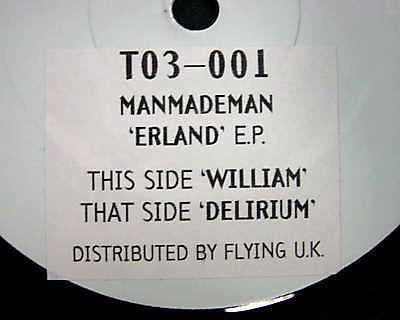 T03-001
MANMADEMAN
'ERLAND' E.P.
THIS SIDE 'WILLIAM'
THAT SIDE 'DELIRIUM'
DISTRIBUTED BY FLYING U.K.